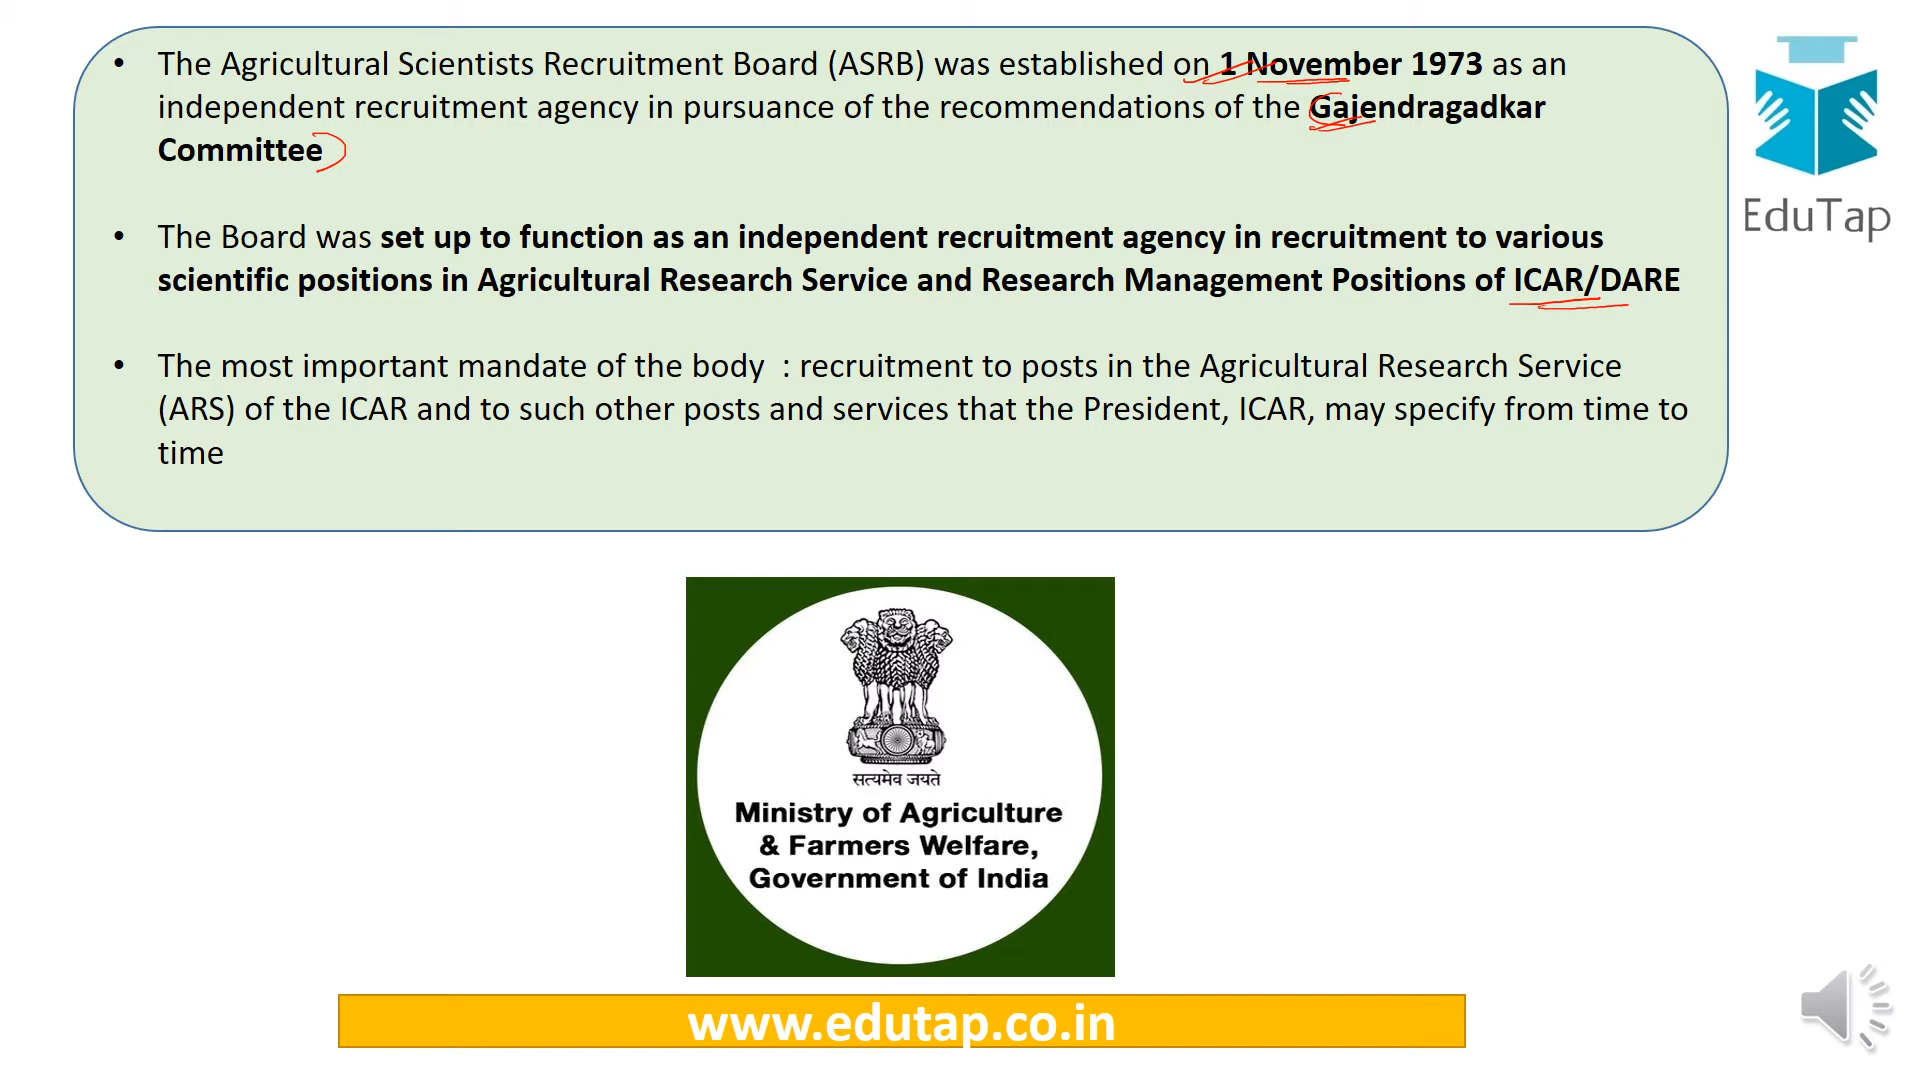 • The Agricultural Scientists Recruitment Board (ASRB) was established on 1 November 1973 as an
independent recruitment agency in pursuance of the recommendations of the Gajendragadkar
Committee
• The Board was set up to function as an independent recruitment agency in recruitment to various
scientific positions in Agricultural Research Service and Research Management Positions of ICAR/DARE
• The most important mandate of the body : recruitment to posts in the Agricultural Research Service
(ARS) of the ICAR and to such other posts and services that the President, ICAR, may specify from time to
time
EduTap
सत्यमेव जयते
Ministry of Agriculture
& Farmers Welfare,
Government of India
www.edutap.co.in